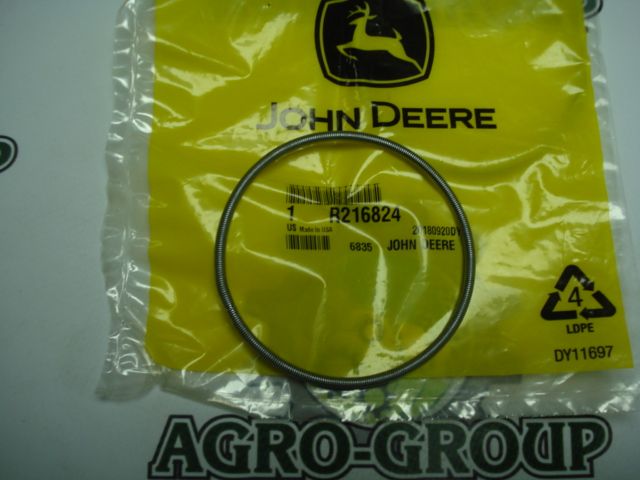 JOHN DEERE
1 R216824
US Made in USA 20180920DY
6835 JOHN DEERE
4
LDPE
DY11697
AGRO-GROUP